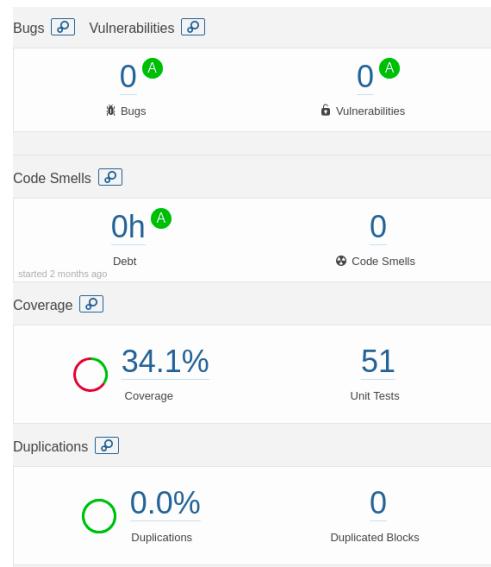 Bugs Vulnerabilities
0 A 0 A
Bugs Vulnerabilities
Code Smells
0h A 0
Debt Code Smells
started 2 months ago
Coverage
34.1% 51
Coverage Unit Tests
Duplications
0.0% 0
Duplications Duplicated Blocks